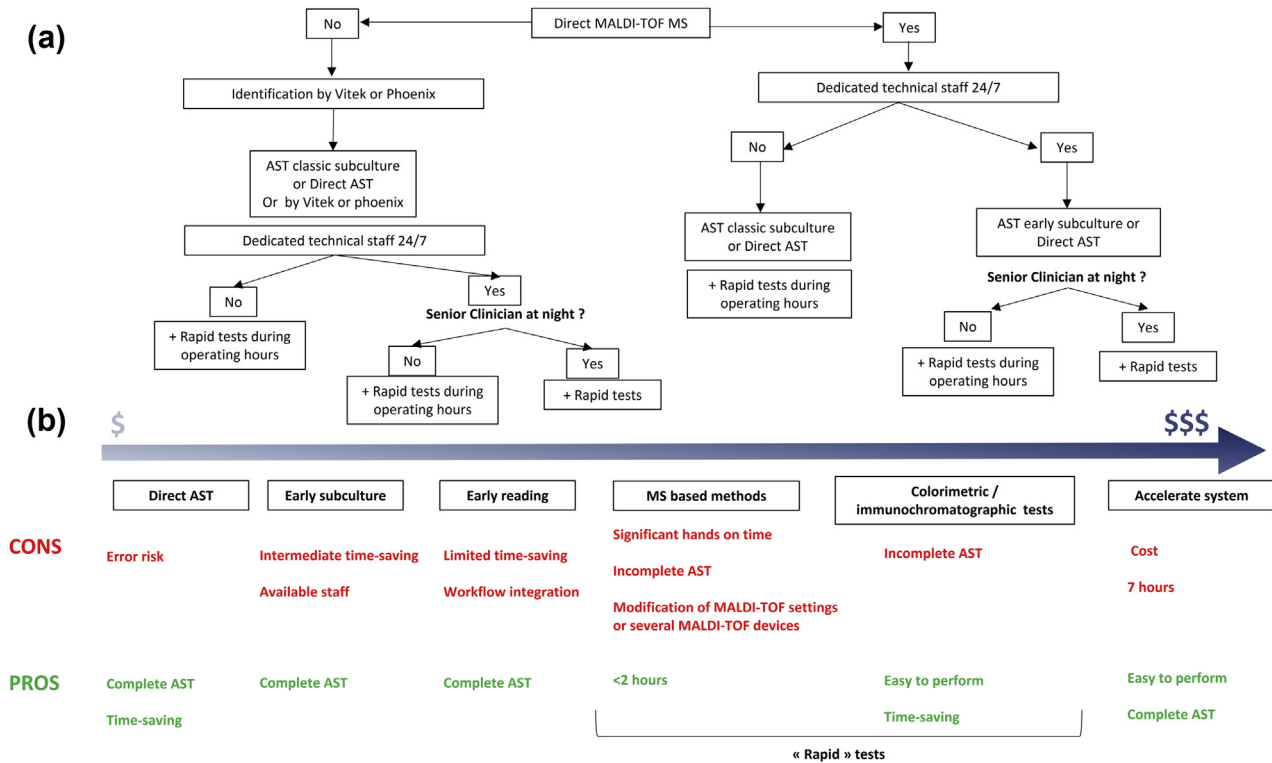 (a)
No
Direct MALDI-TOF MS
Yes
Identification by Vitek or Phoenix
Dedicated technical staff 24/7
No
Yes
AST classic subculture
or Direct AST
Or by Vitek or phoenix
AST classic subculture
or Direct AST
AST early subculture or
Direct AST
Dedicated technical staff 24/7
+ Rapid tests during
operating hours
Senior Clinician at night ?
No
Yes
Senior Clinician at night ?
No
Yes
+ Rapid tests during
operating hours
No
Yes
+ Rapid tests during
operating hours
+ Rapid tests
+ Rapid tests during
operating hours
+ Rapid tests
(b)
$
$$$
Direct AST
Early subculture
Early reading
MS based methods
Colorimetric /
immunochromatographic tests
Accelerate system
CONS
Error risk
Intermediate time-saving
Available staff
Limited time-saving
Workflow integration
Significant hands on time
Incomplete AST
Modification of MALDI-TOF settings
or several MALDI-TOF devices
Incomplete AST
Cost
7 hours
PROS
Complete AST
Time-saving
Complete AST
Complete AST
<2 hours
Easy to perform
Time-saving
Easy to perform
Complete AST
« Rapid » tests